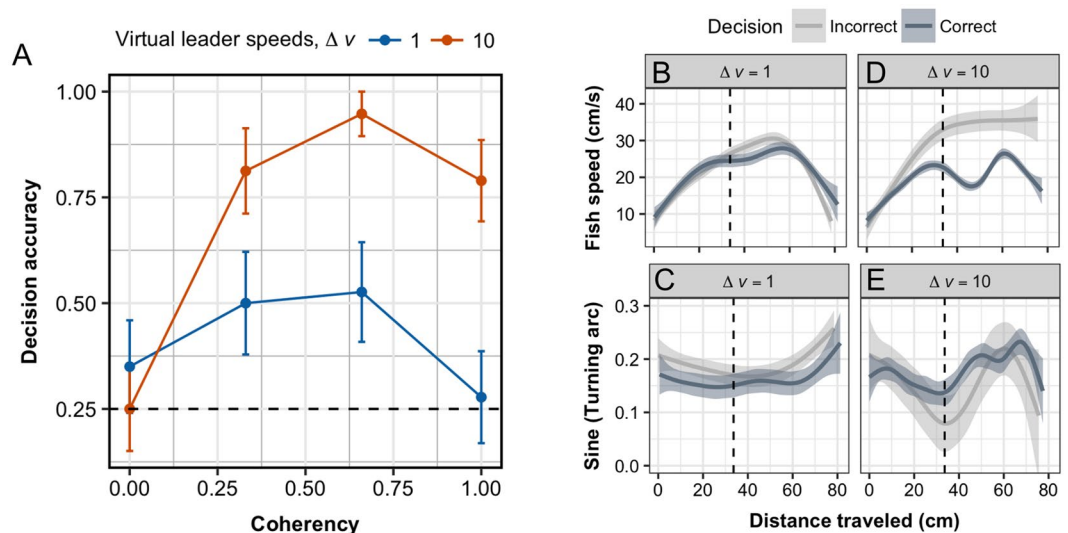 A
Virtual leader speeds, Δ v 1 10
Decision accuracy
1.00
0.75
0.50
0.25
0.00 0.25 0.50 0.75 1.00
Coherency
Decision Incorrect Correct
B Δ v = 1
D Δ v = 10
Fish speed (cm/s)
40
30
20
10
C Δ v = 1
E Δ v = 10
Sine (Turning arc)
0.3
0.2
0.1
0.0
0 20 40 60 80 0 20 40 60 80
Distance traveled (cm)